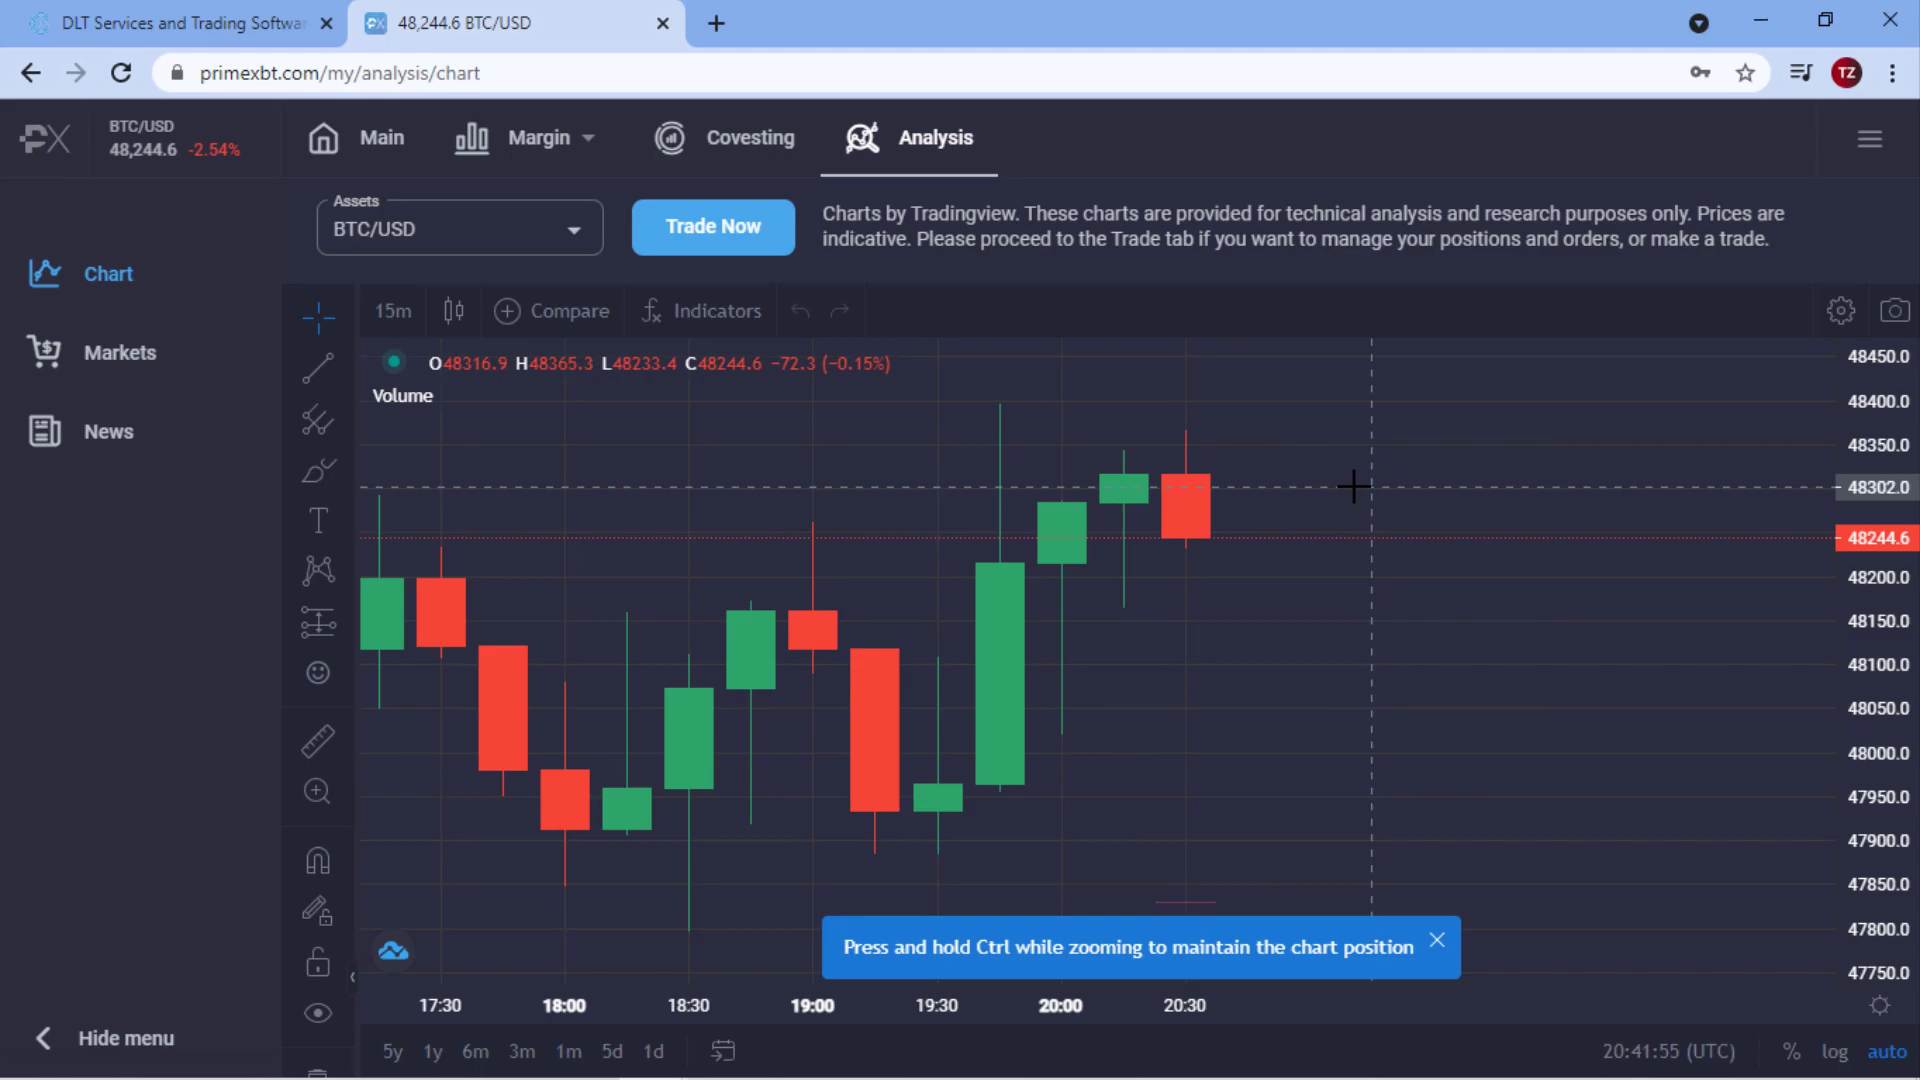 DLT Services and Trading Softwar
48,244.6 BTC/USD
primexbt.com/my/analysis/chart
TZ
PX
BTC/USD
48,244.6 -2.54%
Main
Margin
Covesting
Analysis
Assets
BTC/USD
Trade Now
Charts by Tradingview. These charts are provided for technical analysis and research purposes only. Prices are
indicative. Please proceed to the Trade tab if you want to manage your positions and orders, or make a trade.
Chart
Markets
News
Hide menu
15m
Compare
Indicators
O48316.9 H48365.3 L48233.4 C48244.6 −72.3 (−0.15%)
Volume
48450.0
48400.0
48350.0
48302.0
48244.6
48200.0
48150.0
48100.0
48050.0
48000.0
47950.0
47900.0
47850.0
47800.0
47750.0
Press and hold Ctrl while zooming to maintain the chart position
17:30 18:00 18:30 19:00 19:30 20:00 20:30
5y 1y 6m 3m 1m 5d 1d
20:41:55 (UTC) % log auto